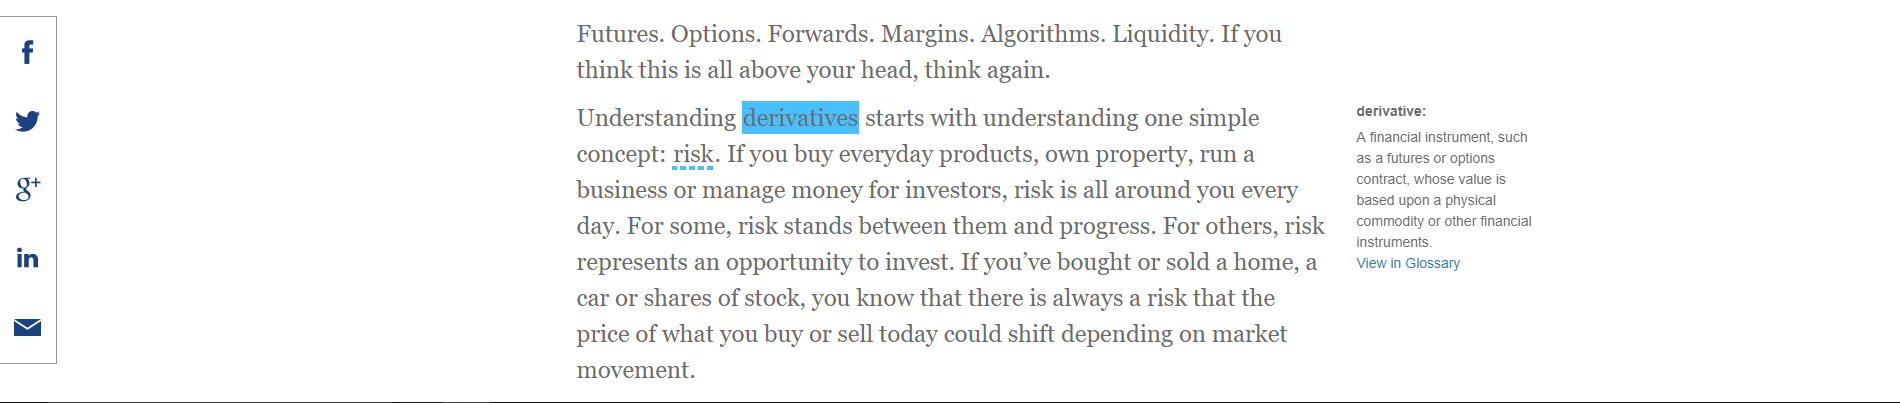 Futures. Options. Forwards. Margins. Algorithms. Liquidity. If you
think this is all above your head, think again.
Understanding derivatives starts with understanding one simple
concept: risk. If you buy everyday products, own property, run a
business or manage money for investors, risk is all around you every
day. For some, risk stands between them and progress. For others, risk
represents an opportunity to invest. If you’ve bought or sold a home, a
car or shares of stock, you know that there is always a risk that the
price of what you buy or sell today could shift depending on market
movement.
derivative:
A financial instrument, such
as a futures or options
contract, whose value is
based upon a physical
commodity or other financial
instruments.
View in Glossary